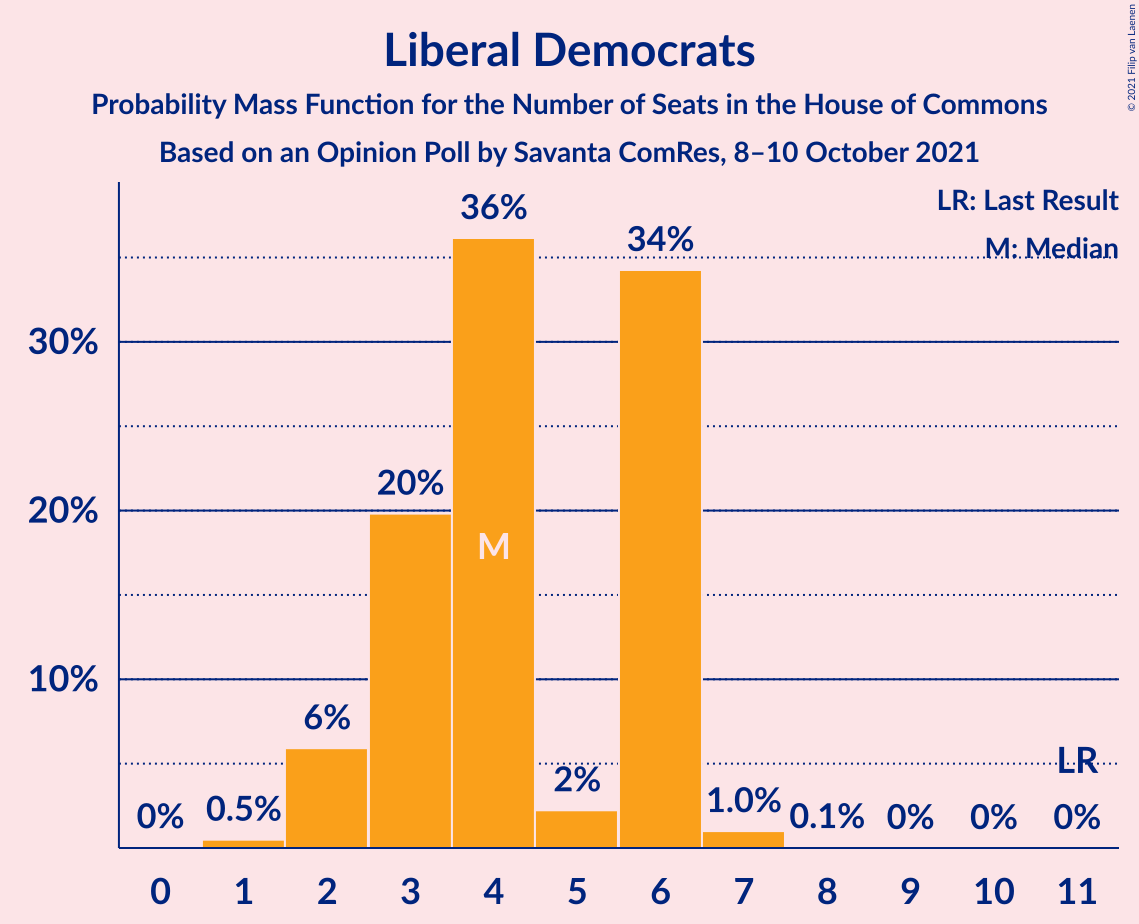 © 2021 Filip van Laenen
Liberal Democrats
Probability Mass Function for the Number of Seats in the House of Commons
Based on an Opinion Poll by Savanta ComRes, 8–10 October 2021
LR: Last Result
M: Median
36%
34%
30%
20%
20%
M
10%
6%
2%
LR
0%
0.5%
1.0%
0.1%
0%
0%
0%
0 1 2 3 4 5 6 7 8 9 10 11